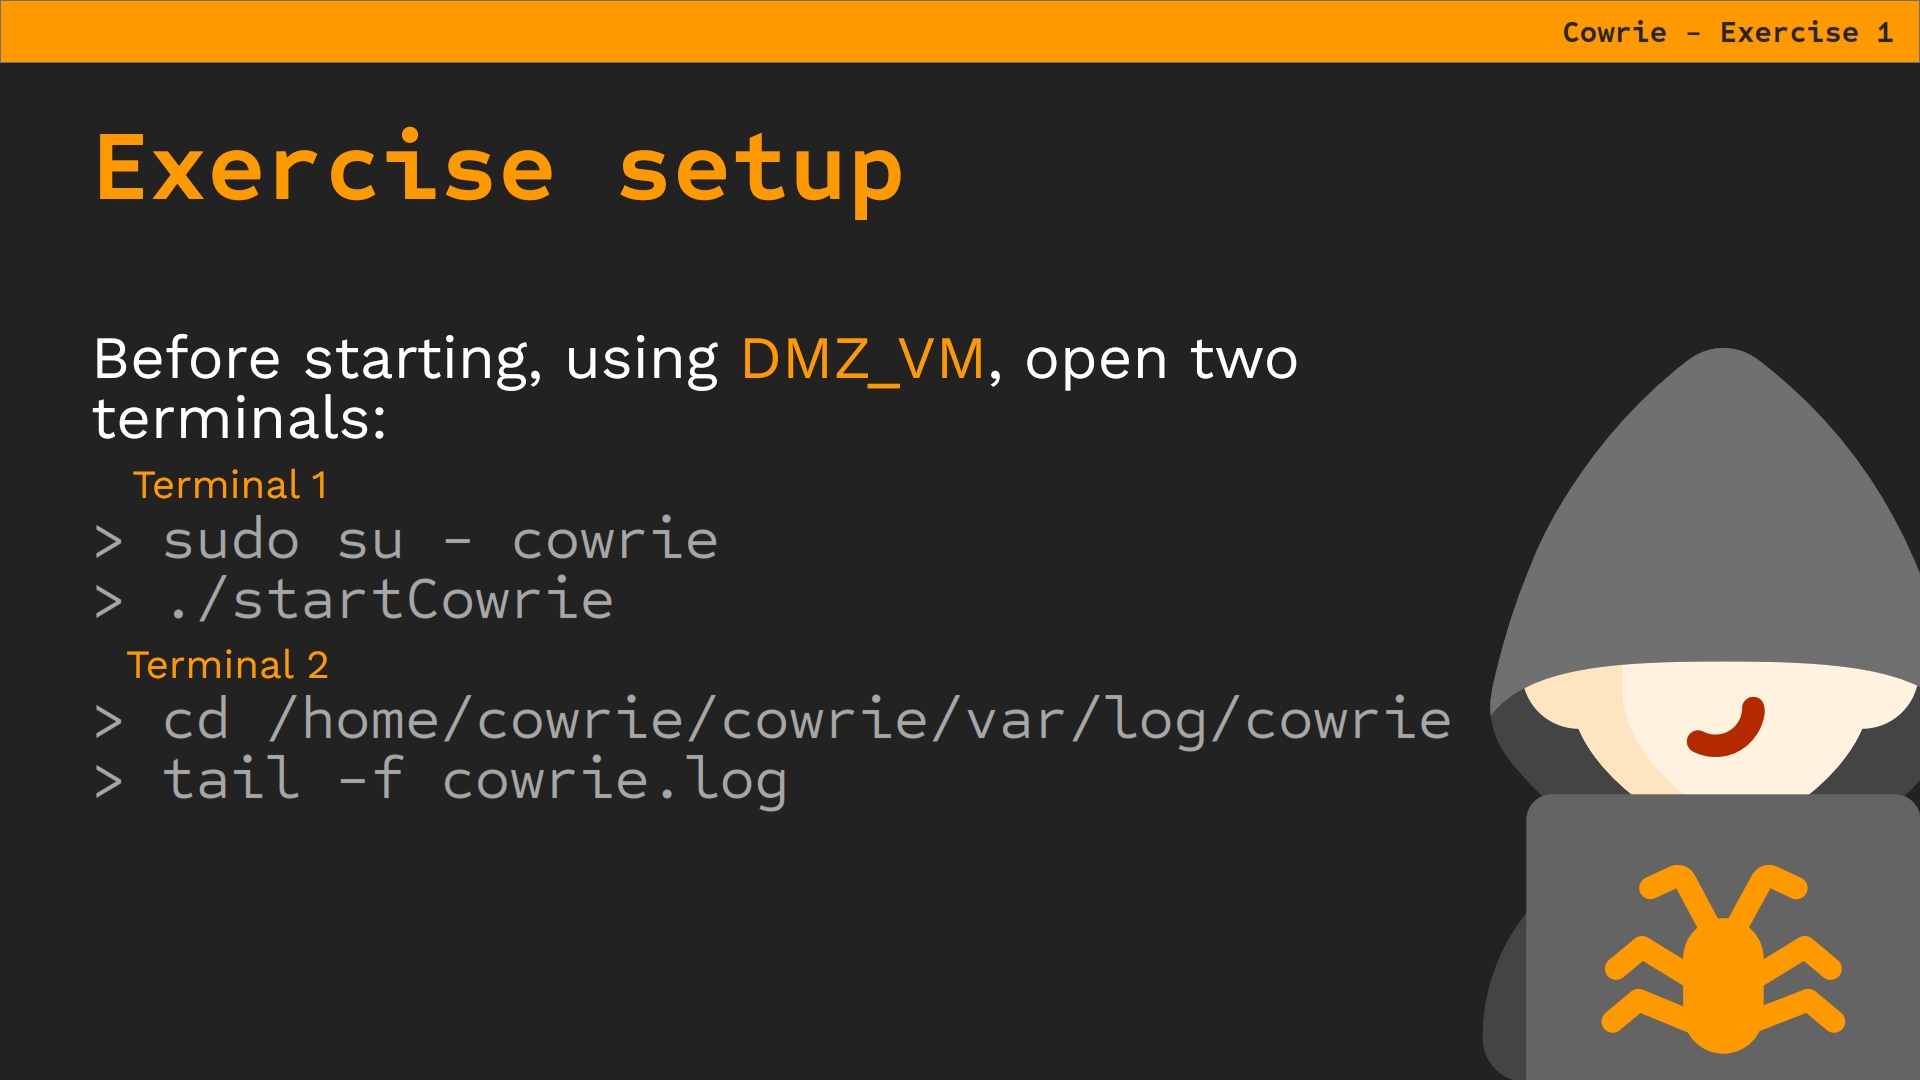 Cowrie - Exercise 1
Exercise setup
Before starting, using DMZ_VM, open two
terminals:
Terminal 1
> sudo su - cowrie
> ./startCowrie
Terminal 2
> cd /home/cowrie/cowrie/var/log/cowrie
> tail -f cowrie.log